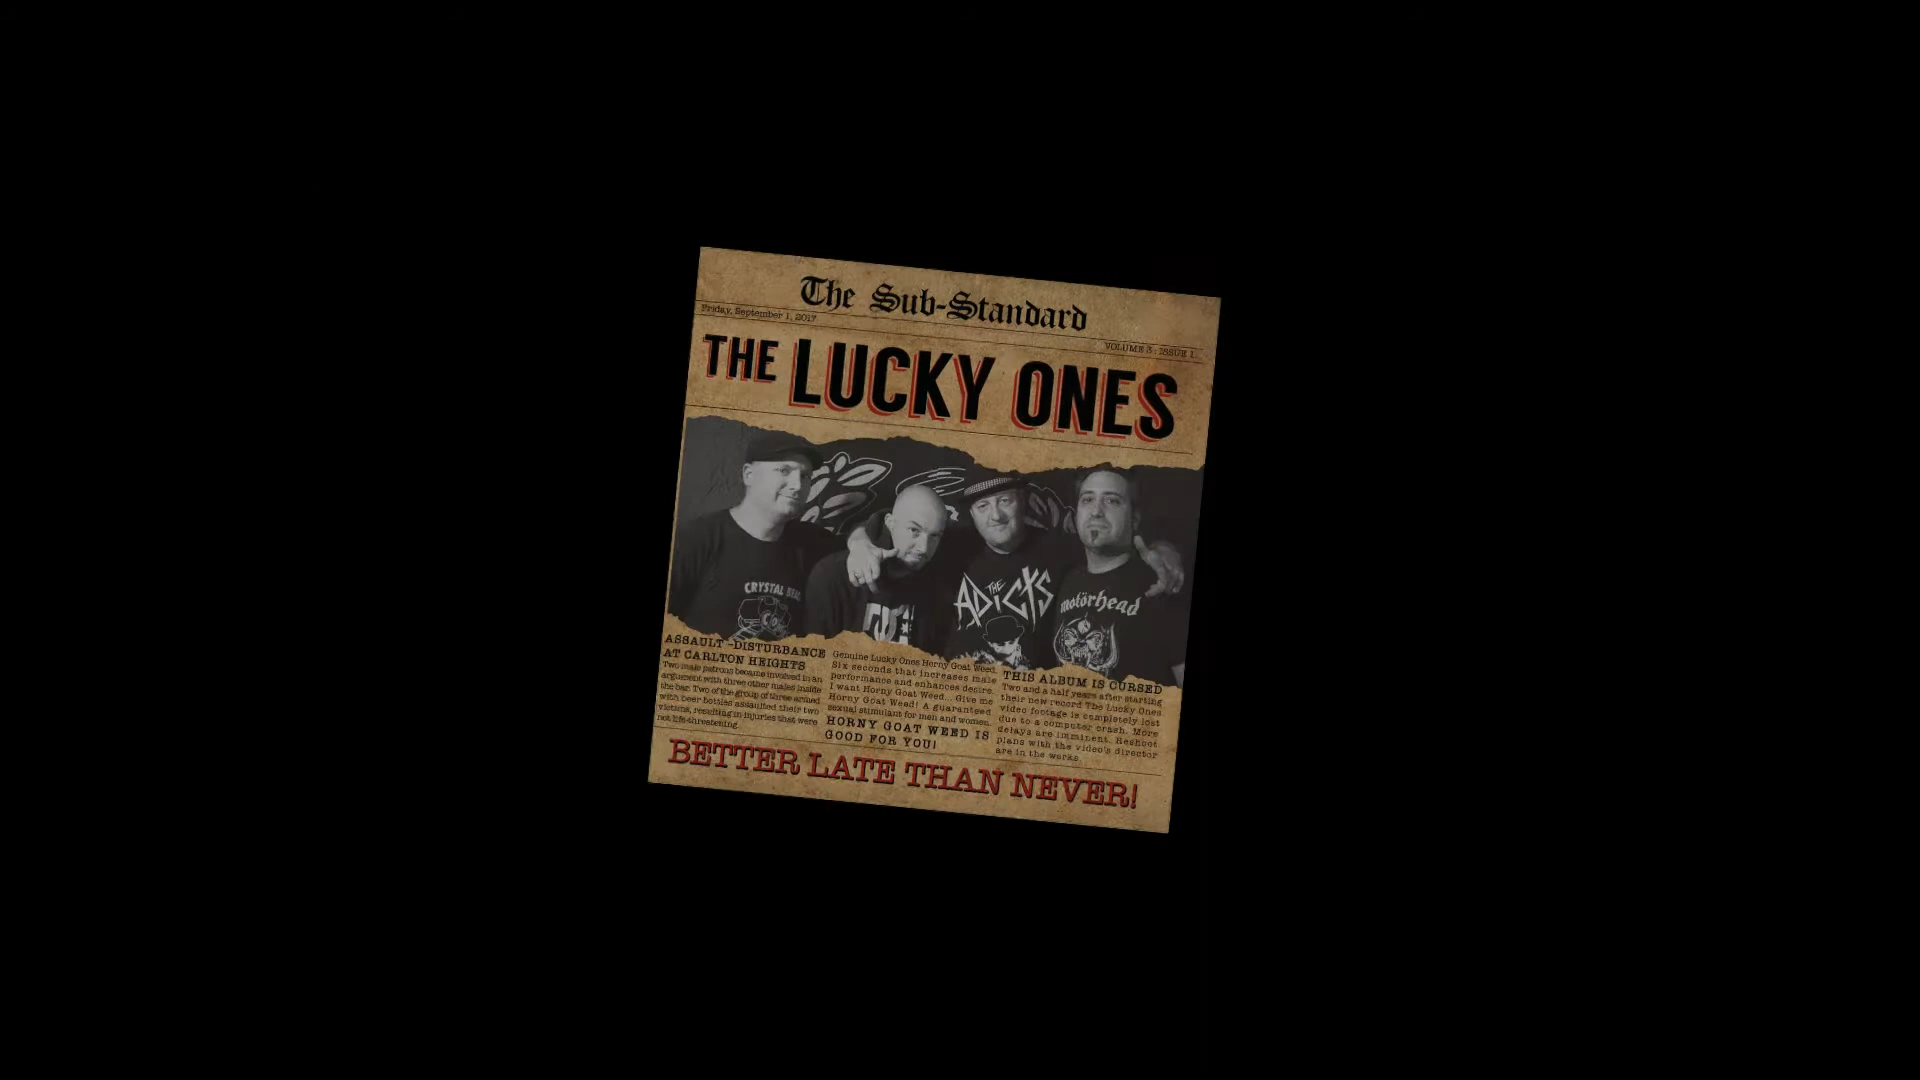 The Sub-Standard
Friday, September 1, 2017
VOLUME 3 : ISSUE 1
THE LUCKY ONES
CRYSTAL
THE
ADICTS
motörhead
ASSAULT -DISTURBANCE
AT CARLTON HEIGHTS
Two male patrons became involved in an
argument with three other males inside
the bar. Two of the group of three armed
with beer bottles assaulted their two
victims, resulting in injuries that were
not life-threatening.
Genuine Lucky Ones Horny Goat Weed.
Six seconds that increases male
performance and enhances desire.
I want Horny Goat Weed... Give me
Horny Goat Weed! A guaranteed
sexual stimulant for men and women.
HORNY GOAT WEED IS
GOOD FOR YOU!
THIS ALBUM IS CURSED
Two and a half years after starting
their new record The Lucky Ones
video footage is completely lost
due to a computer crash. More
delays are imminent. Reshoot
plans with the video's director
are in the works.
BETTER LATE THAN NEVER!